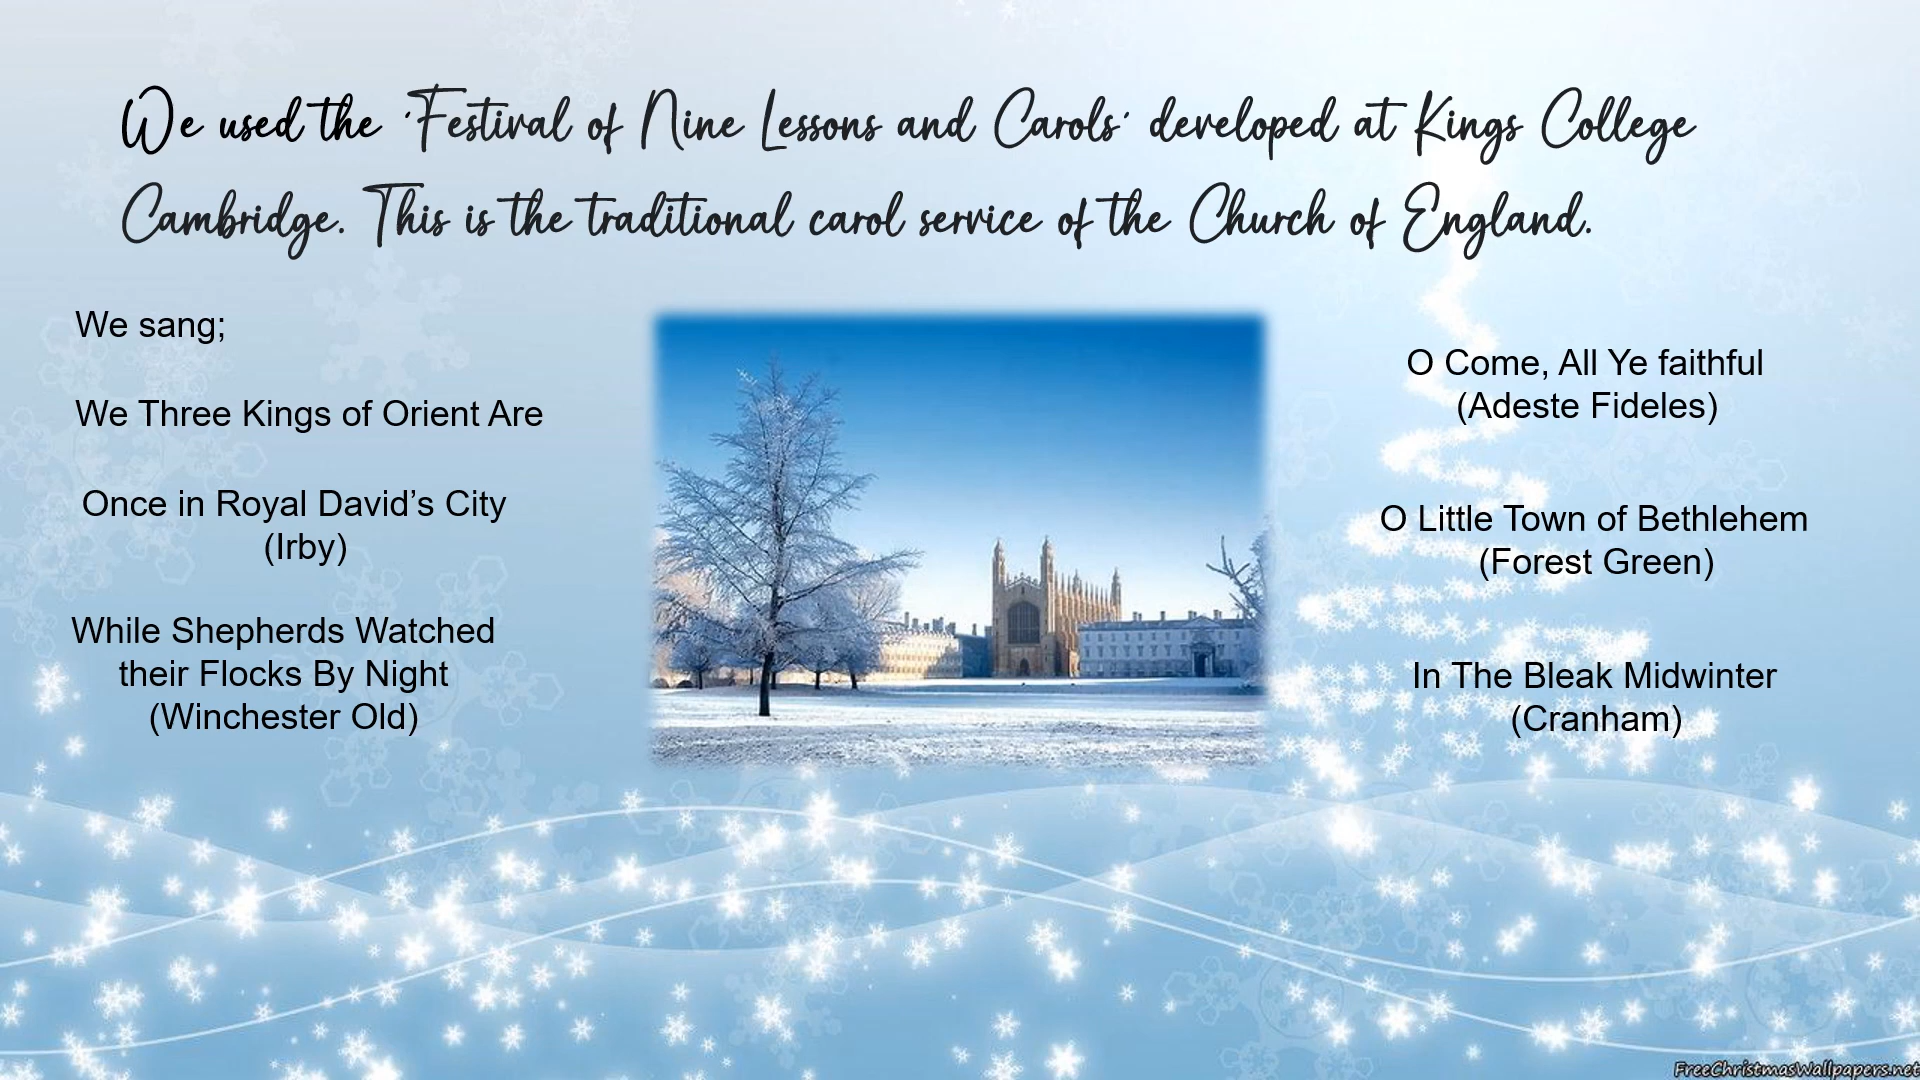 We used the 'Festival of Nine Lessons and Carols' developed at Kings College
Cambridge. This is the traditional carol service of the Church of England.
We sang;
We Three Kings of Orient Are
Once in Royal David’s City
(Irby)
While Shepherds Watched
their Flocks By Night
(Winchester Old)
O Come, All Ye faithful
(Adeste Fideles)
O Little Town of Bethlehem
(Forest Green)
In The Bleak Midwinter
(Cranham)
FreeChristmasWallpapers.net